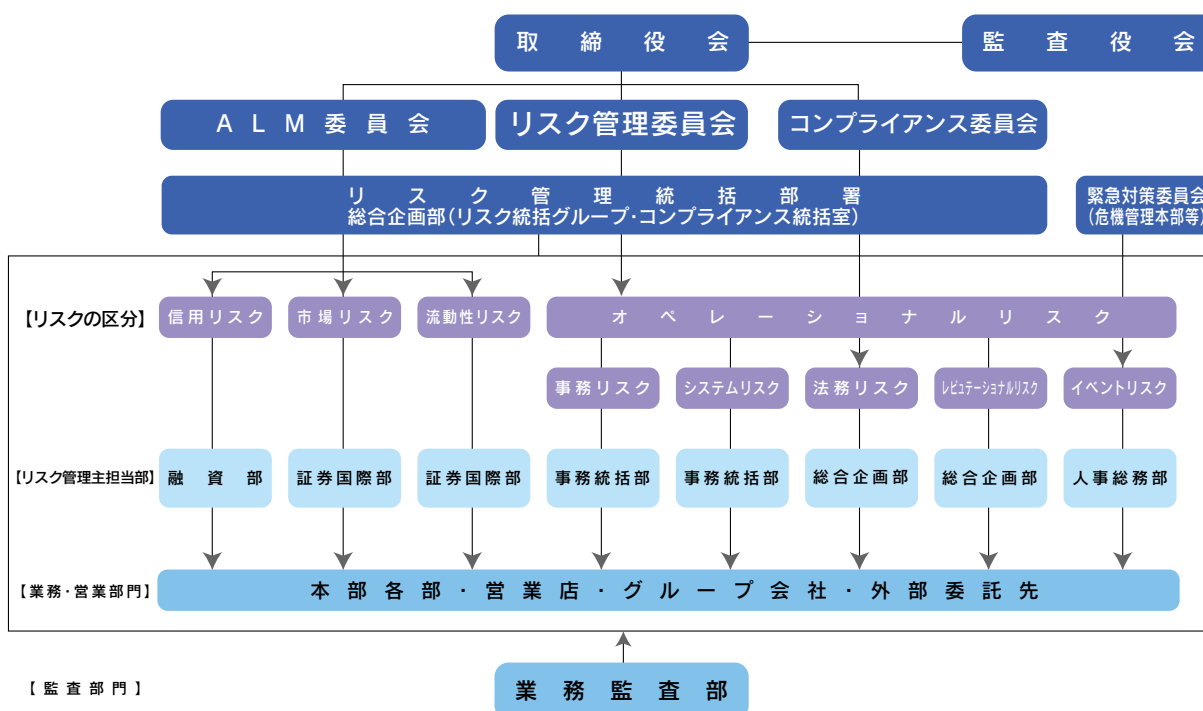 取締役会
監査役会
ALM委員会
リスク管理委員会
コンプライアンス委員会
リスク管理統括部署
総合企画部(リスク統括グループ・コンプライアンス統括室)
緊急対策委員会
(危機管理本部等)
【リスクの区分】
信用リスク
市場リスク
流動性リスク
オペレーショナルリスク
事務リスク
システムリスク
法務リスク
レピュテーショナルリスク
イベントリスク
【リスク管理主担当部】
融資部
証券国際部
証券国際部
事務統括部
事務統括部
総合企画部
総合企画部
人事総務部
【業務・営業部門】
本部各部・営業店・グループ会社・外部委託先
【監査部門】
業務監査部